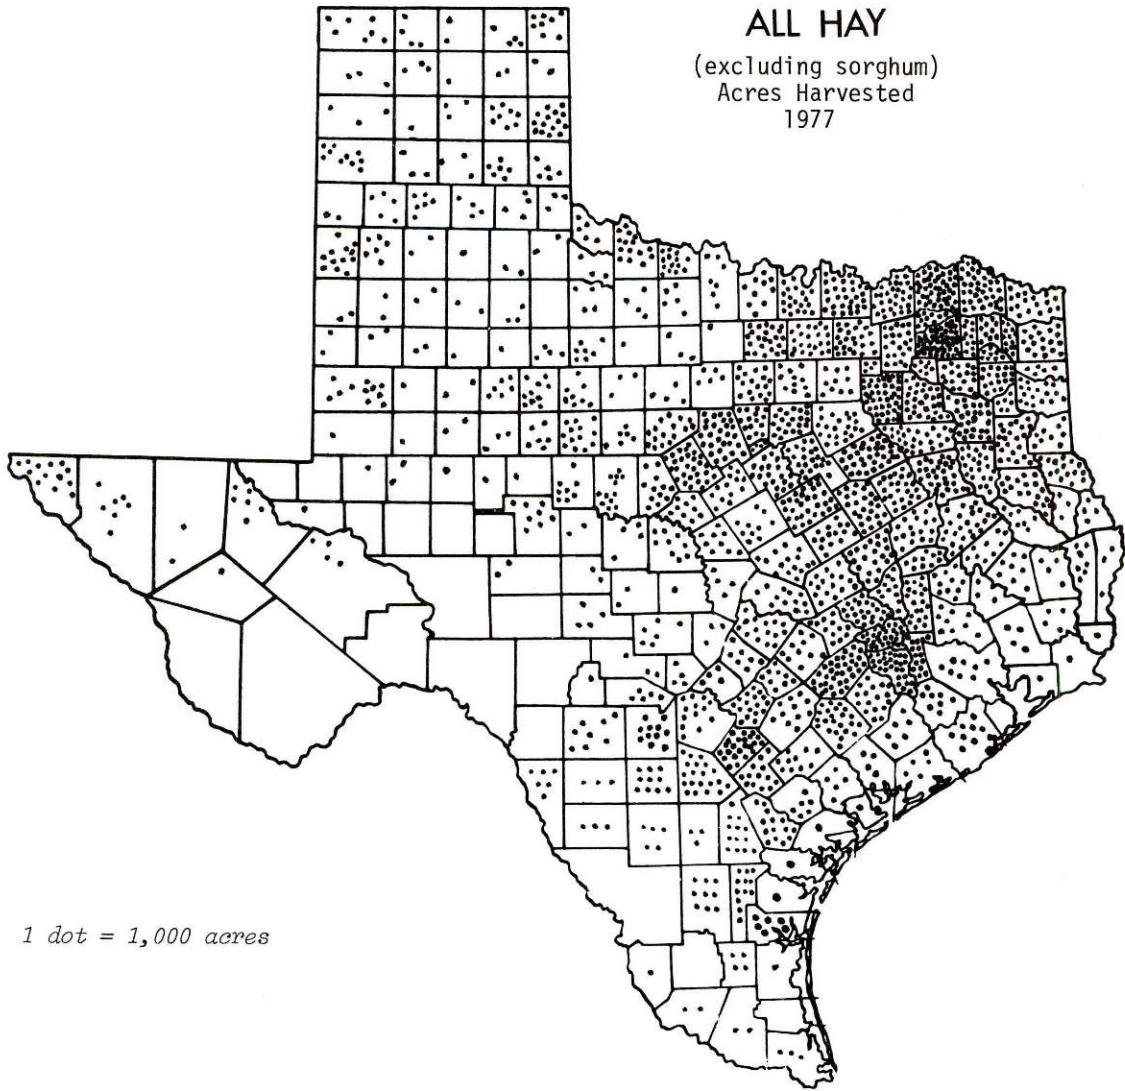 ALL HAY
(excluding sorghum)
Acres Harvested
1977
1 dot = 1,000 acres